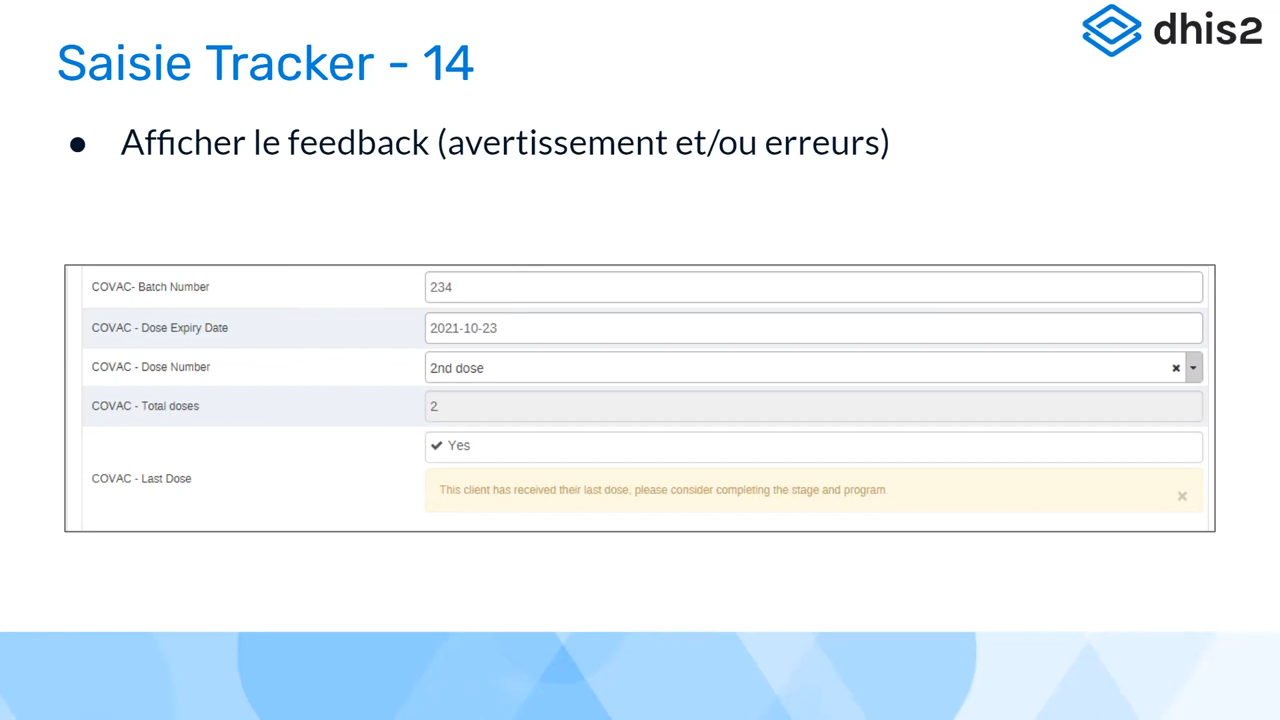 dhis2
Saisie Tracker - 14
● Afficher le feedback (avertissement et/ou erreurs)
COVAC- Batch Number 234
COVAC - Dose Expiry Date 2021-10-23
COVAC - Dose Number 2nd dose
COVAC - Total doses 2
Yes
COVAC - Last Dose
This client has received their last dose, please consider completing the stage and program.